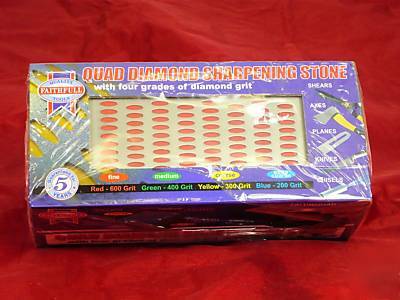 QUALITY
FAITHFULL
TOOLS
QUAD DIAMOND SHARPENING STONE
with four grades of diamond grit
SHEARS
AXES
PLANES
KNIVES
CHISELS
5
YEARS
fine
medium
coarse
Red - 600 Grit
Green - 400 Grit
Yellow - 300 Grit
Blue - 200 Grit